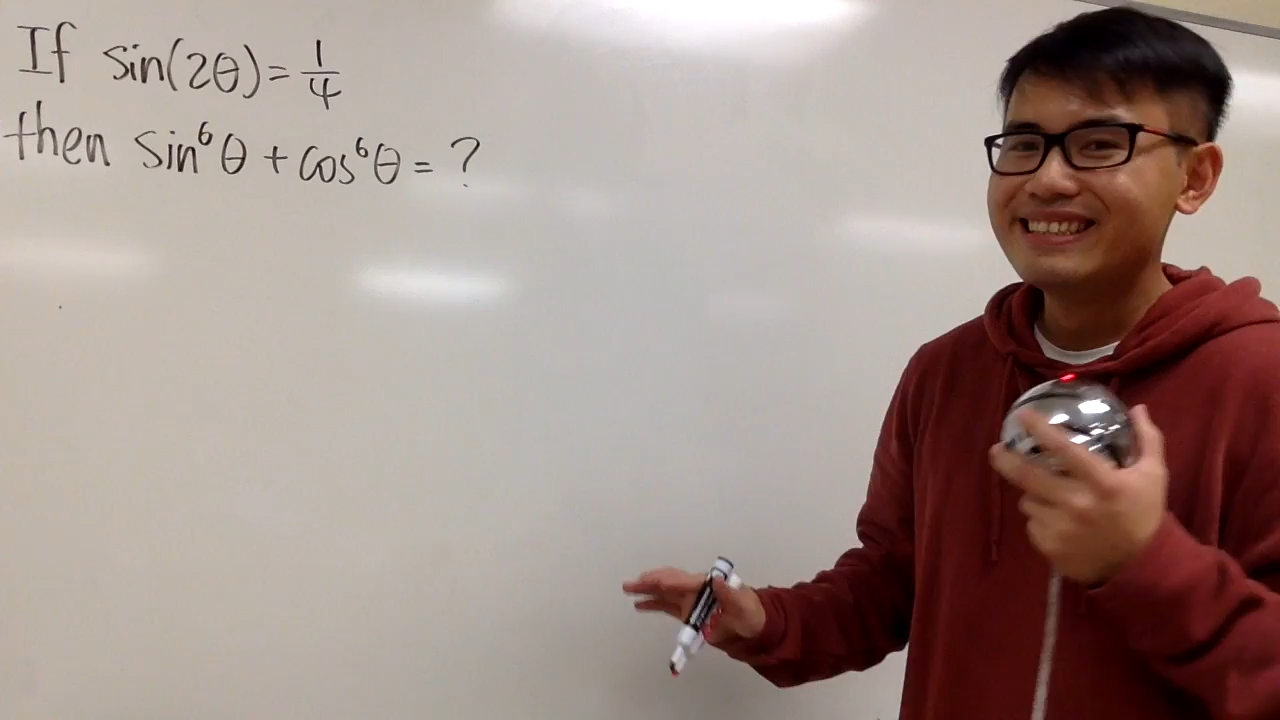 If sin(2θ) = 1/4
then sin⁶θ + cos⁶θ = ?